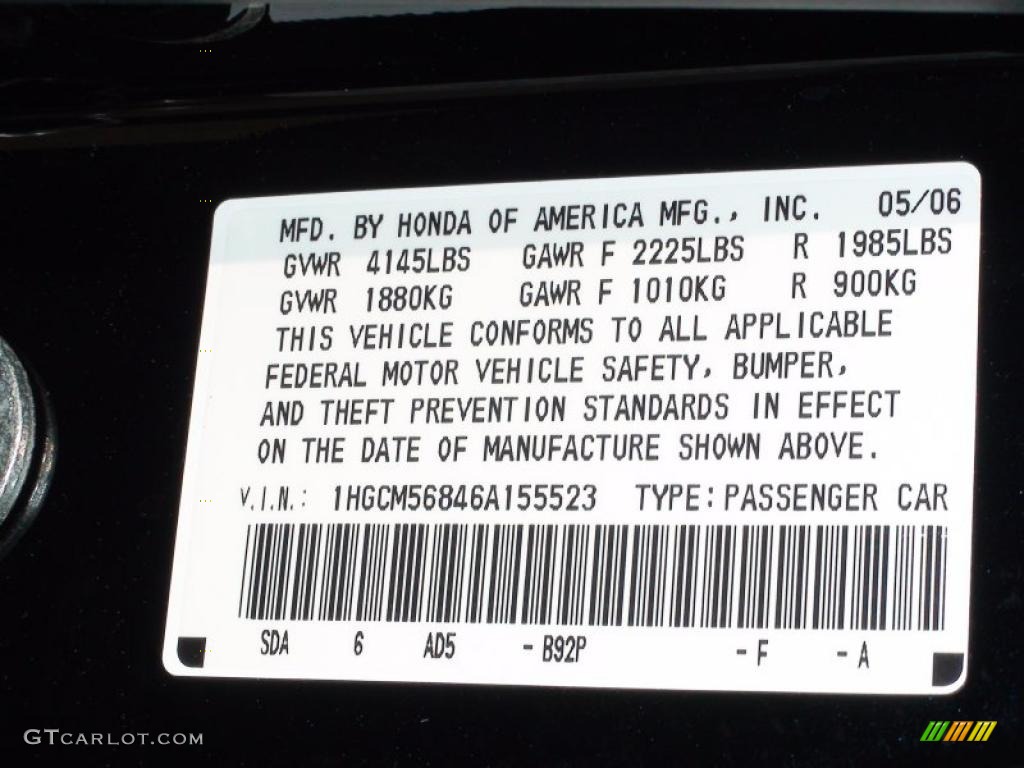 MFD. BY HONDA OF AMERICA MFG., INC. 05/06
GVWR 4145LBS GAWR F 2225LBS R 1985LBS
GVWR 1880KG GAWR F 1010KG R 900KG
THIS VEHICLE CONFORMS TO ALL APPLICABLE
FEDERAL MOTOR VEHICLE SAFETY, BUMPER,
AND THEFT PREVENTION STANDARDS IN EFFECT
ON THE DATE OF MANUFACTURE SHOWN ABOVE.
V.I.N.: 1HGCM56846A155523 TYPE:PASSENGER CAR
SDA 6 AD5 -B92P -F -A
GTCARLOT.COM